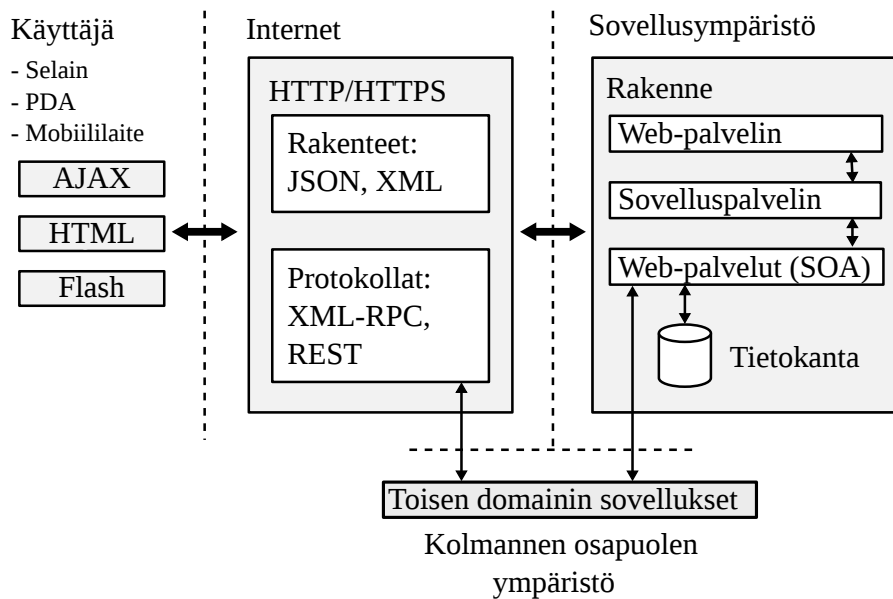 Käyttäjä
- Selain
- PDA
- Mobiililaite
AJAX
HTML
Flash
Internet
HTTP/HTTPS
Rakenteet:
JSON, XML
Protokollat:
XML-RPC,
REST
Sovellusympäristö
Rakenne
Web-palvelin
Sovelluspalvelin
Web-palvelut (SOA)
Tietokanta
Toisen domainin sovellukset
Kolmannen osapuolen
ympäristö